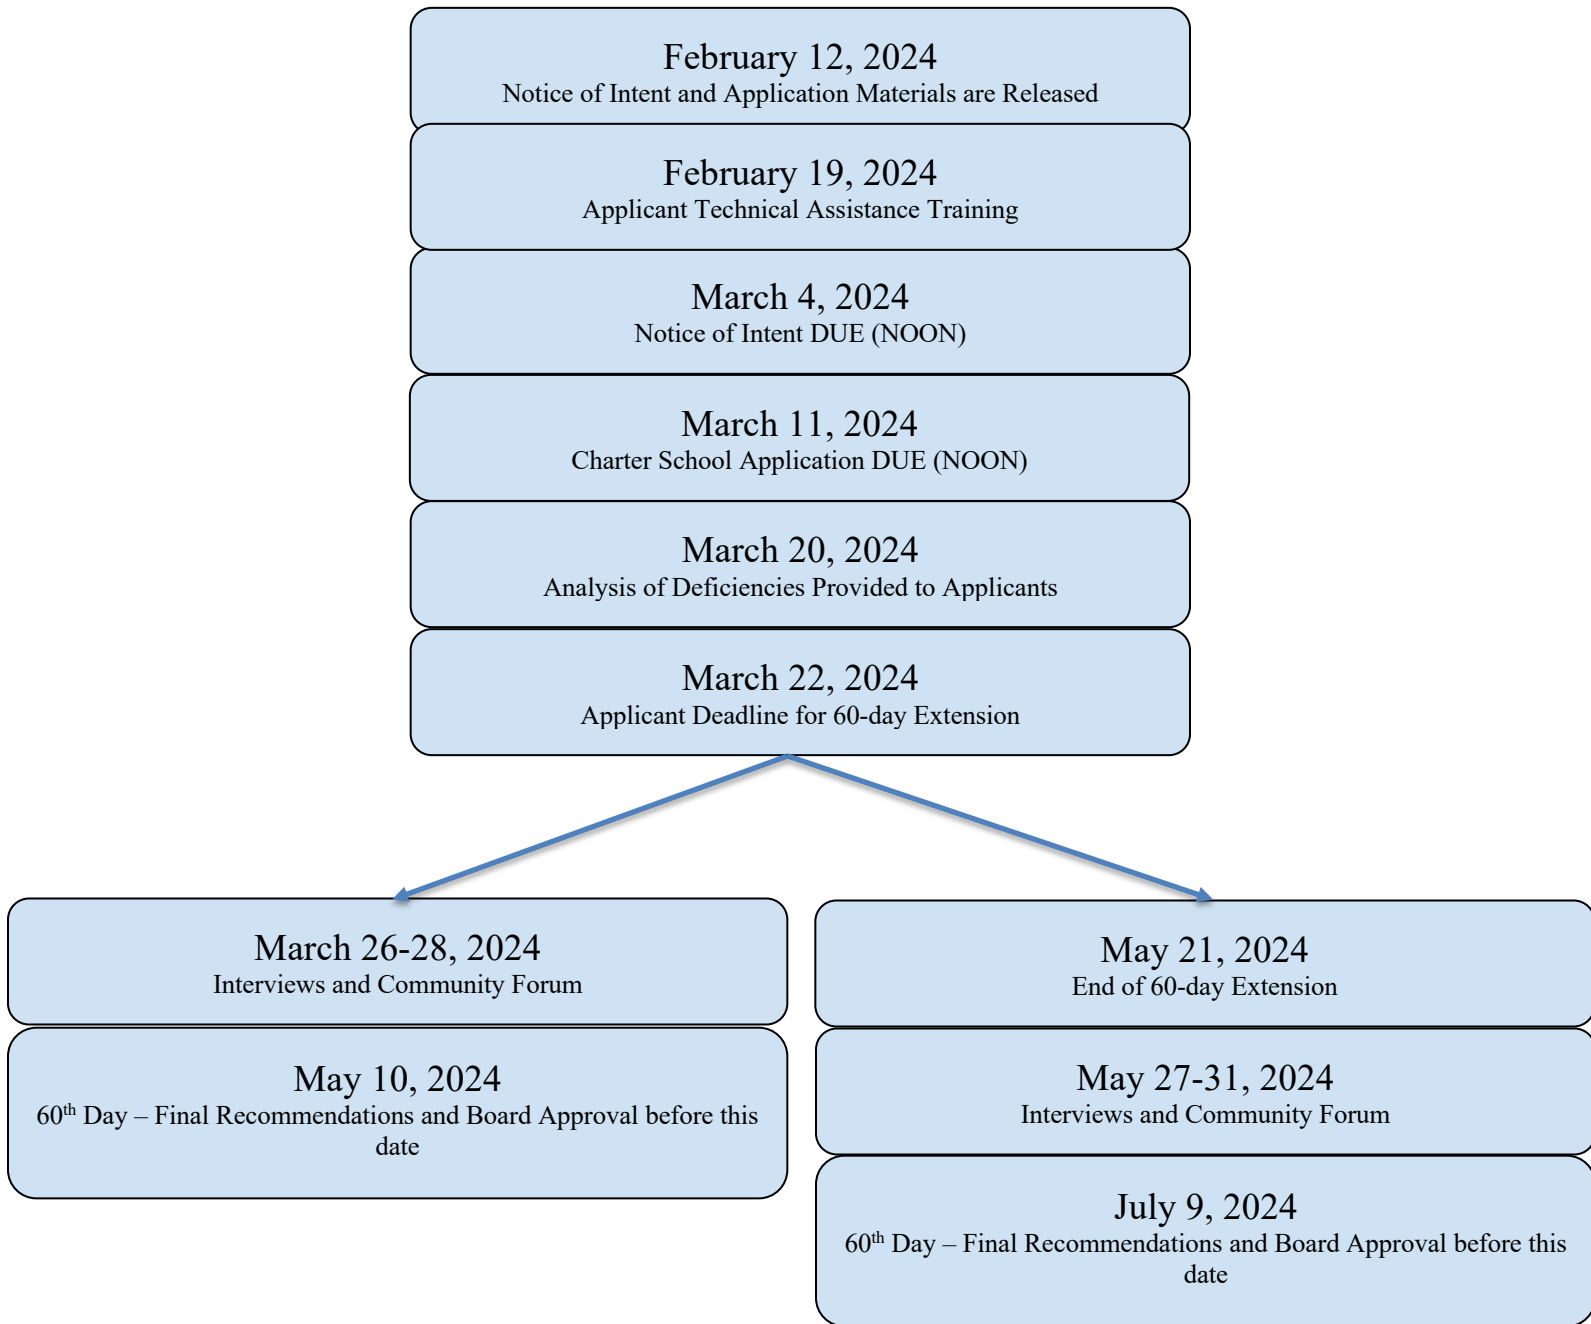 February 12, 2024
Notice of Intent and Application Materials are Released
February 19, 2024
Applicant Technical Assistance Training
March 4, 2024
Notice of Intent DUE (NOON)
March 11, 2024
Charter School Application DUE (NOON)
March 20, 2024
Analysis of Deficiencies Provided to Applicants
March 22, 2024
Applicant Deadline for 60-day Extension
March 26-28, 2024
Interviews and Community Forum
May 10, 2024
60th Day – Final Recommendations and Board Approval before this
date
May 21, 2024
End of 60-day Extension
May 27-31, 2024
Interviews and Community Forum
July 9, 2024
60th Day – Final Recommendations and Board Approval before this
date